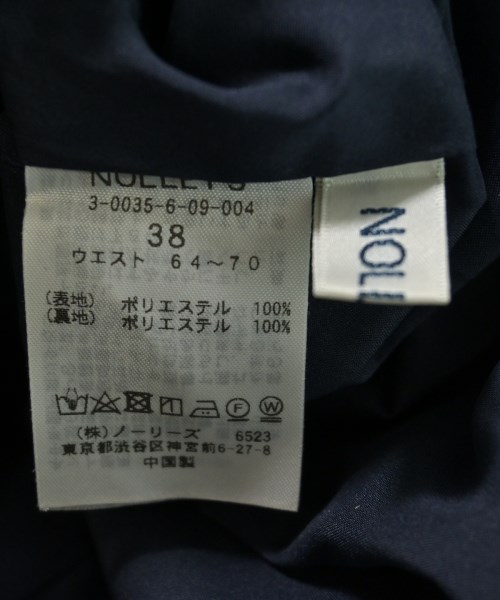 NOLLEY'S
3-0035-6-09-004
38
ウエスト 64～70
(表地) ポリエステル 100%
(裏地) ポリエステル 100%
F W
(株)ノーリーズ 6523
東京都渋谷区神宮前6-27-8
中国製
NOLL